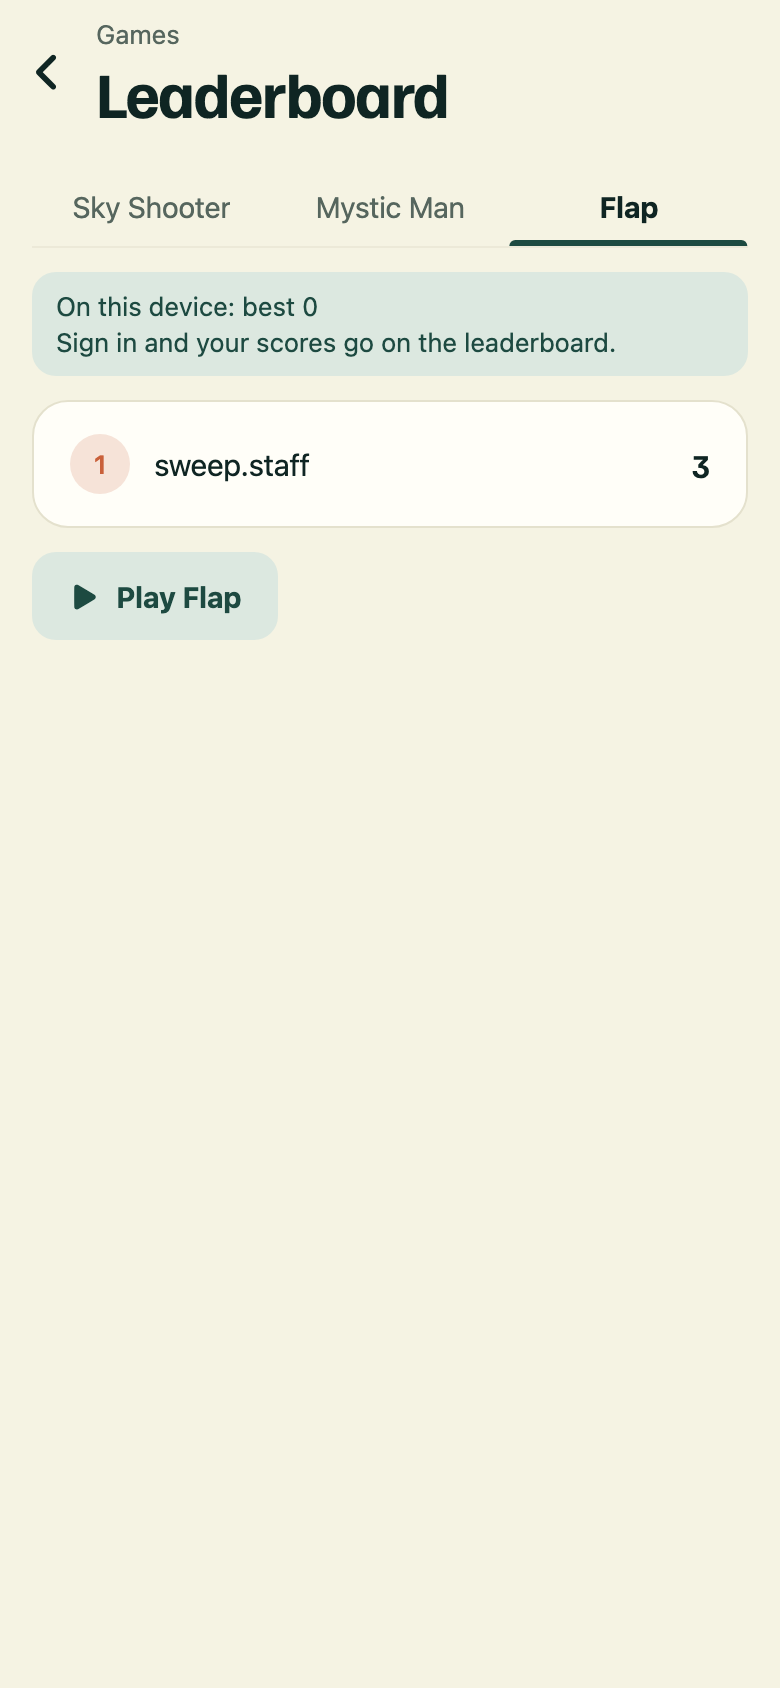 Games
Leaderboard
Sky Shooter
Mystic Man
Flap
On this device: best 0
Sign in and your scores go on the leaderboard.
1 sweep.staff 3
Play Flap